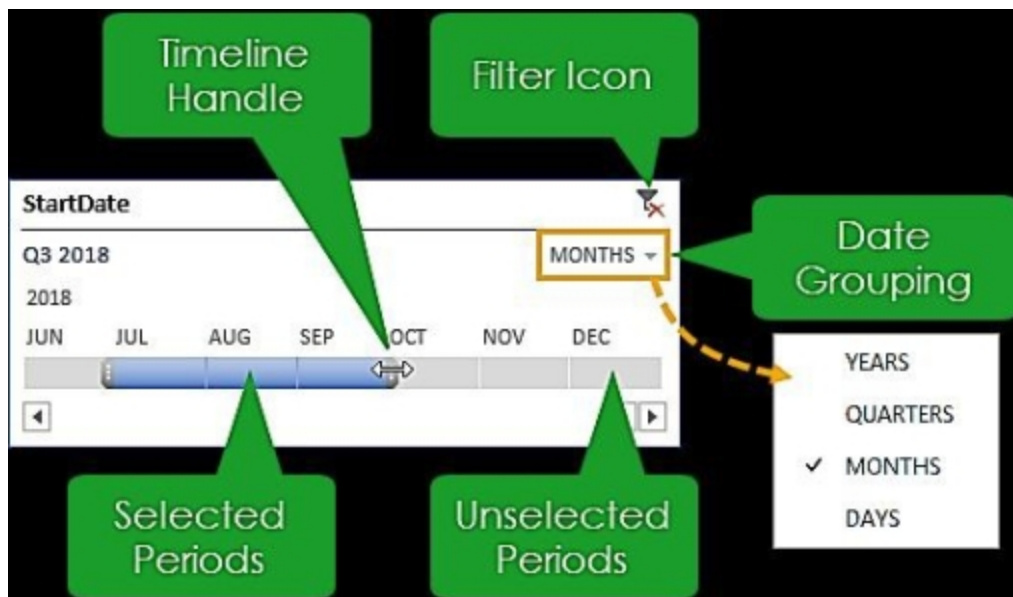 Timeline
Handle
Filter Icon
StartDate
Q3 2018
MONTHS
Date
Grouping
2018
JUN JUL AUG SEP OCT NOV DEC
YEARS
QUARTERS
MONTHS
DAYS
Selected
Periods
Unselected
Periods